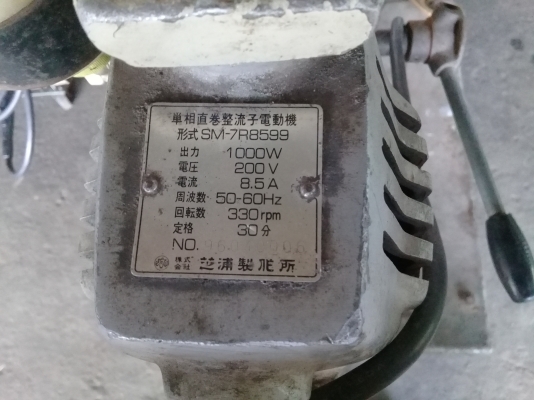 単相直巻整流子電動機
形式 SM-7R8599
出力 1000W
電圧 200V
電流 8.5A
周波数 50-60Hz
回転数 330rpm
定格 30分
NO.
株式会社 芝浦製作所